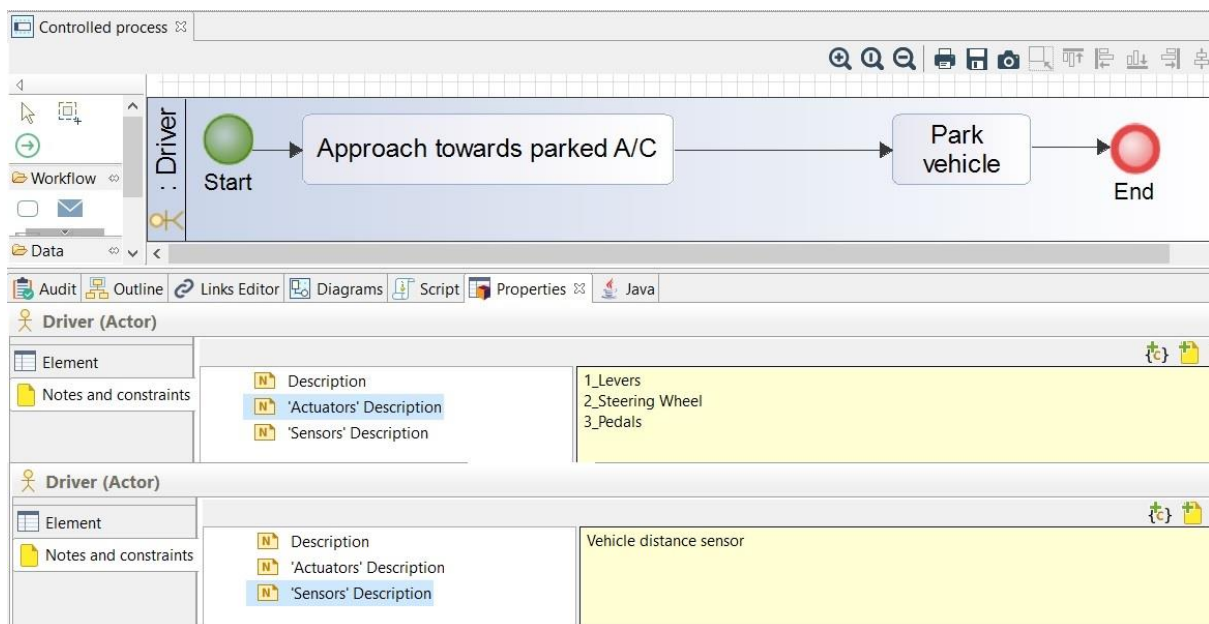 Controlled process
: Driver
Start
Approach towards parked A/C
Park
vehicle
End
Workflow
Data
Audit Outline Links Editor Diagrams Script Properties Java
Driver (Actor)
Element
Notes and constraints
Description
'Actuators' Description
'Sensors' Description
1_Levers
2_Steering Wheel
3_Pedals
Driver (Actor)
Element
Notes and constraints
Description
'Actuators' Description
'Sensors' Description
Vehicle distance sensor